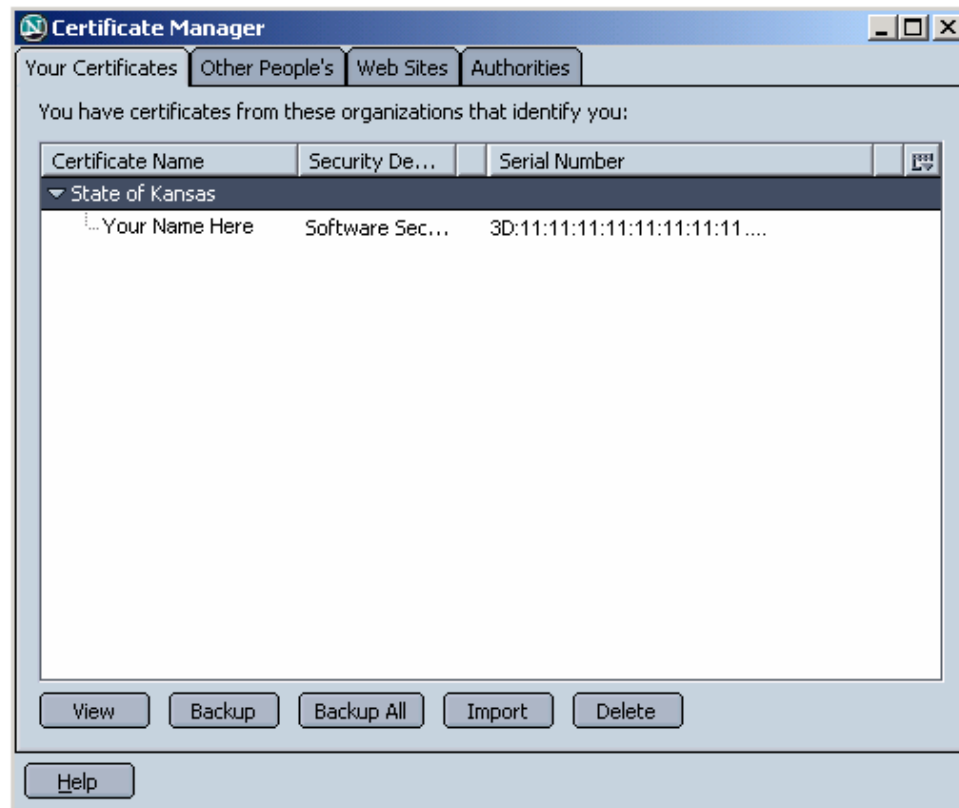 Certificate Manager
Your Certificates Other People's Web Sites Authorities
You have certificates from these organizations that identify you:
Certificate Name Security De... Serial Number
State of Kansas
Your Name Here Software Sec... 3D:11:11:11:11:11:11:11:11....
View Backup Backup All Import Delete
Help